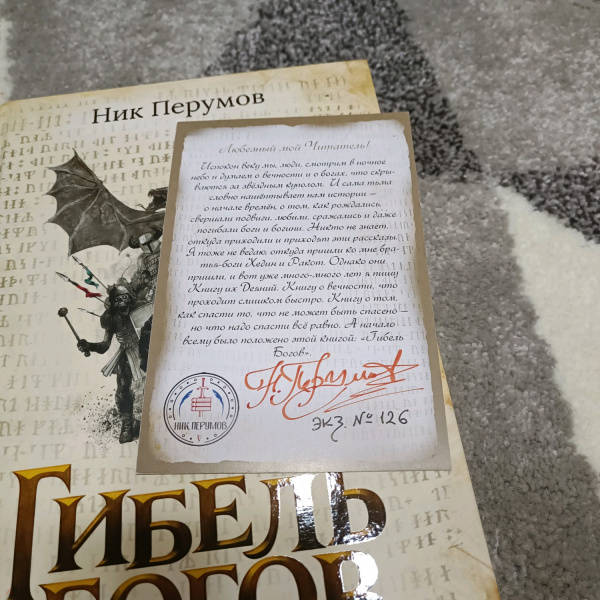 Ник Перумов
Любезный мой Читатель!
Испокон веку мы, люди, смотрим в ночное
небо и думаем о вечности и о богах, что скры-
ваются за звёздным куполом. И сама тьма
словно нашёптывает нам истории –
о начале времён, о том, как рождались,
свершали подвиги, любили, сражались и даже
погибали боги и богини. Никто не знает,
откуда приходили и приходят эти рассказы.
Я тоже не ведаю, откуда пришли ко мне бра-
тья-боги Хедин и Ракот. Однако они
пришли, и вот уже много-много лет я пишу
Книгу их Деяний. Книгу о вечности, что
проходит слишком быстро. Книгу о том,
как спасти то, что не может быть спасено –
но что надо спасти всё равно. А начало
всему было положено этой книгой: «Гибель
Богов».
Н. Перумов
НИК ПЕРУМОВ
экз. № 126
ГИБЕЛЬ
БОГОВ